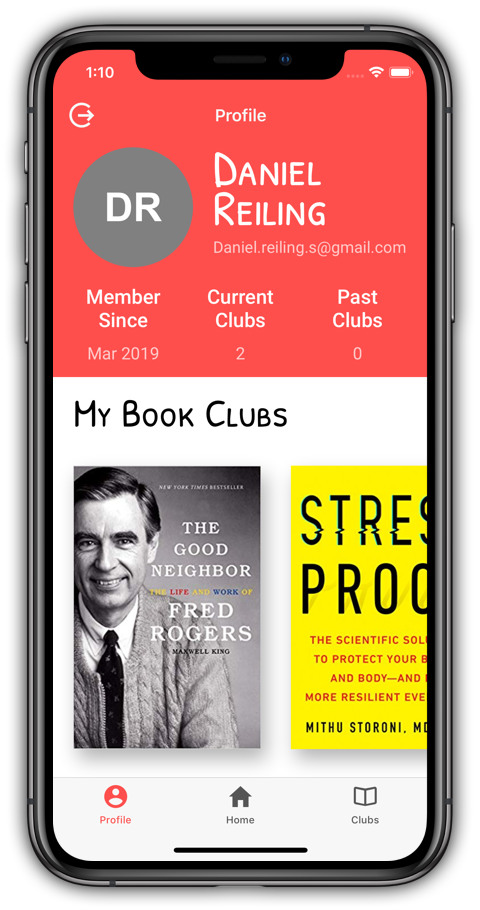 1:10
Profile
DR
Daniel
Reiling
Daniel.reiling.s@gmail.com
Member
Since
Current
Clubs
Past
Clubs
Mar 2019
2
0
My Book Clubs
NEW YORK TIMES BESTSELLER
THE
GOOD
NEIGHBOR
THE LIFE AND WORK OF
FRED
ROGERS
MAXWELL KING
STRES
PROO
THE SCIENTIFIC SOLU
TO PROTECT YOUR B
AND BODY—AND
MORE RESILIENT EVE
MITHU STORONI, MD
Profile
Home
Clubs